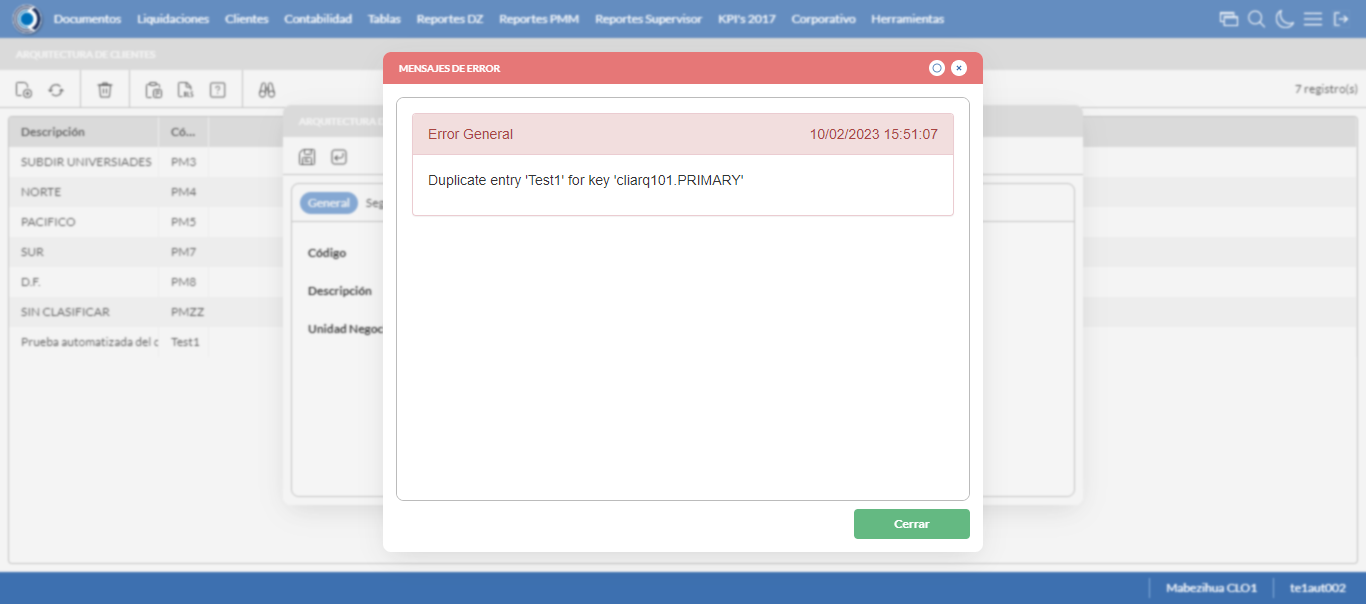 Documentos Liquidaciones Clientes Contabilidad Tablas Reportes DZ Reportes PMM Reportes Supervisor KPI's 2017 Corporativo Herramientas
ARQUITECTURA DE CLIENTES
7 registro(s)
MENSAJES DE ERROR
Error General 10/02/2023 15:51:07
Duplicate entry 'Test1' for key 'cliarq101.PRIMARY'
Cerrar
ARQUITECTURA D
General Seg
Código
Descripción
Unidad Negoc
Descripción Có...
SUBDIR UNIVERSIADES PM3
NORTE PM4
PACIFICO PM5
SUR PM7
D.F. PM8
SIN CLASIFICAR PMZZ
Prueba automatizada del c Test1
Mabezihua CLO1 te1aut002